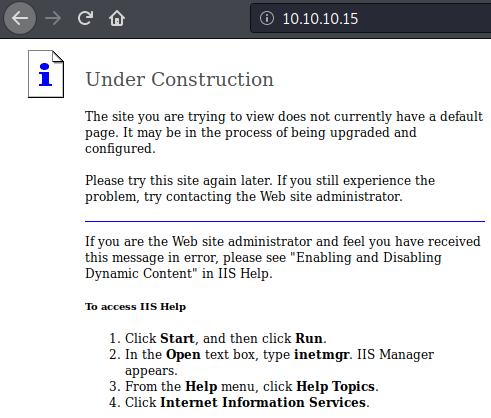 10.10.10.15
Under Construction
The site you are trying to view does not currently have a default
page. It may be in the process of being upgraded and
configured.
Please try this site again later. If you still experience the
problem, try contacting the Web site administrator.
If you are the Web site administrator and feel you have received
this message in error, please see "Enabling and Disabling
Dynamic Content" in IIS Help.
To access IIS Help
1. Click Start, and then click Run.
2. In the Open text box, type inetmgr. IIS Manager
appears.
3. From the Help menu, click Help Topics.
4. Click Internet Information Services.